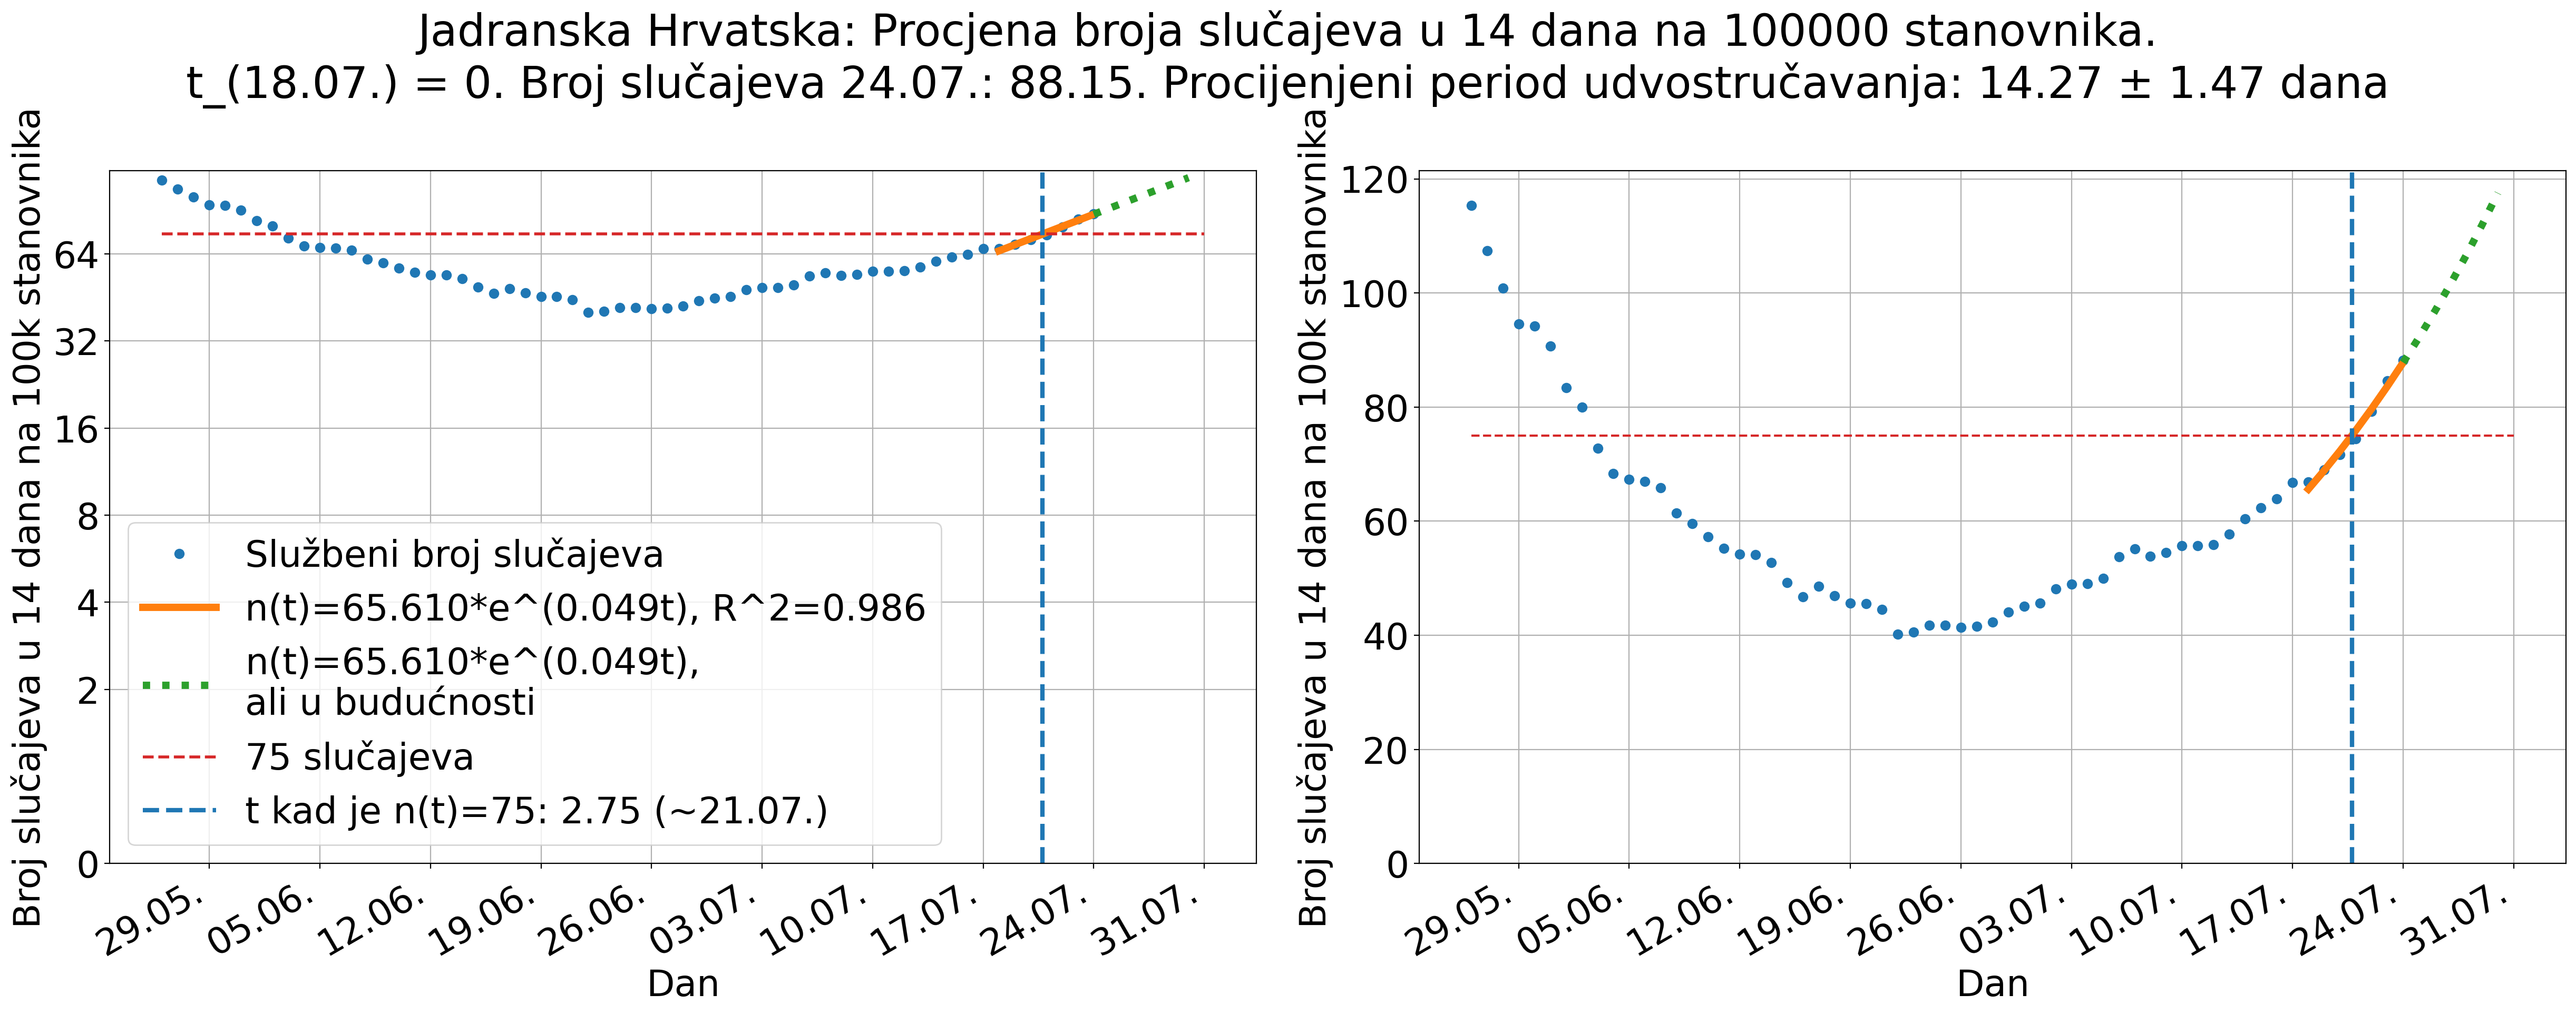 Jadranska Hrvatska: Procjena broja slučajeva u 14 dana na 100000 stanovnika.
t_(18.07.) = 0. Broj slučajeva 24.07.: 88.15. Procijenjeni period udvostručavanja: 14.27 ± 1.47 dana
Broj slučajeva u 14 dana na 100k stanovnika
64
32
16
8
4
2
0
Službeni broj slučajeva
n(t)=65.610*e^(0.049t), R^2=0.986
n(t)=65.610*e^(0.049t),
ali u budućnosti
75 slučajeva
t kad je n(t)=75: 2.75 (~21.07.)
29.05.
05.06.
12.06.
19.06.
26.06.
03.07.
10.07.
17.07.
24.07.
31.07.
Dan
Broj slučajeva u 14 dana na 100k stanovnika
120
100
80
60
40
20
0
29.05.
05.06.
12.06.
19.06.
26.06.
03.07.
10.07.
17.07.
24.07.
31.07.
Dan